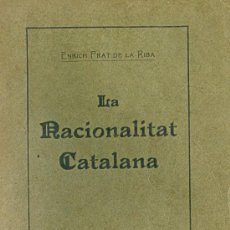 Enrich Prat de la Riba
La
Nacionalitat
Catalana